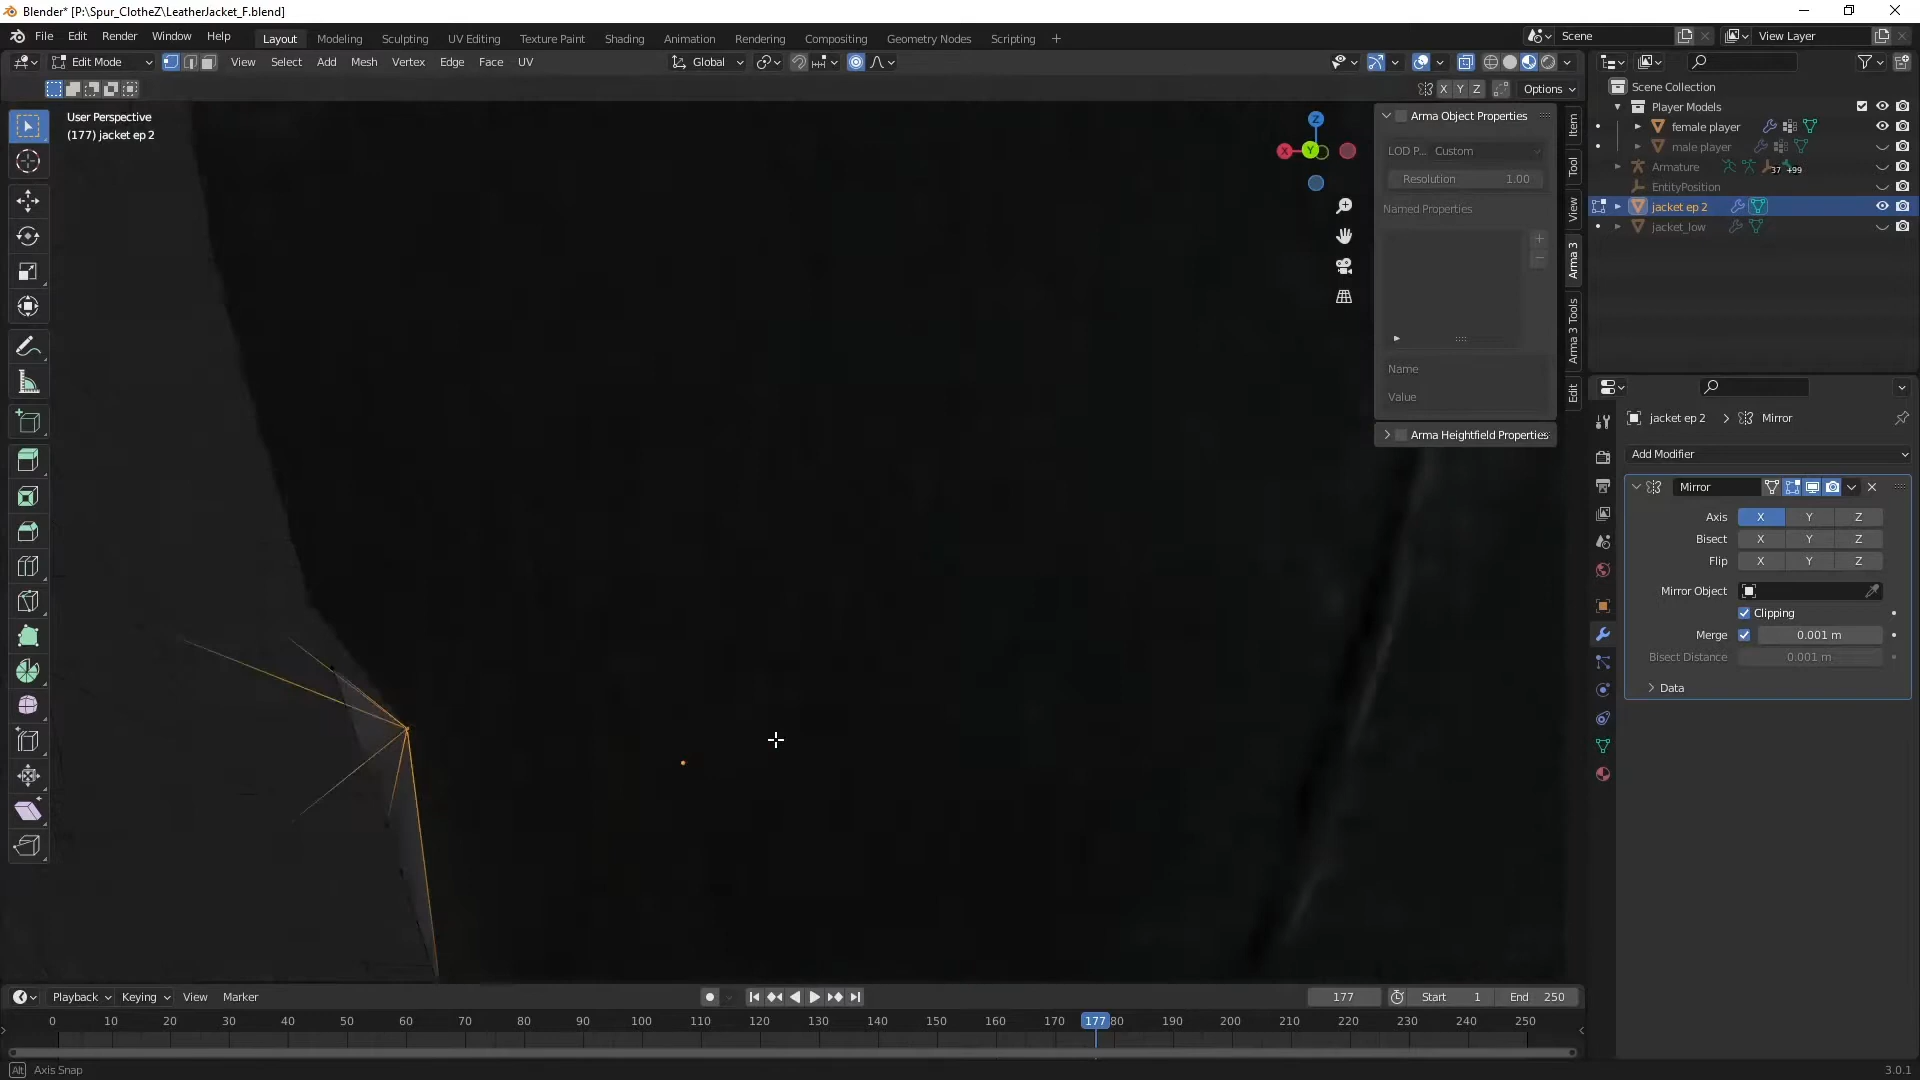 Blender* [P:\Spur_ClotheZ\LeatherJacket_F.blend]
File Edit Render Window Help
Layout Modeling Sculpting UV Editing Texture Paint Shading Animation Rendering Compositing Geometry Nodes Scripting
Scene
View Layer
Edit Mode
View Select Add Mesh Vertex Edge Face UV
Global
X Y Z
Options
User Perspective
(177) jacket ep 2
Z
X
Y
Arma Object Properties
LOD P... Custom
Resolution 1.00
Named Properties
Name
Value
Arma Heightfield Properties
Item
Tool
View
Arma 3
Arma 3 Tools
Edit
Scene Collection
Player Models
female player
male player
Armature 37 +99
EntityPosition
jacket ep 2
jacket_low
jacket ep 2 Mirror
Add Modifier
Mirror
Axis X Y Z
Bisect X Y Z
Flip X Y Z
Mirror Object
Clipping
Merge 0.001 m
Bisect Distance 0.001 m
Data
Playback Keying View Marker
177 Start 1 End 250
0 10 20 30 40 50 60 70 80 90 100 110 120 130 140 150 160 170 177 80 190 200 210 220 230 240 250
Alt Axis Snap
3.0.1